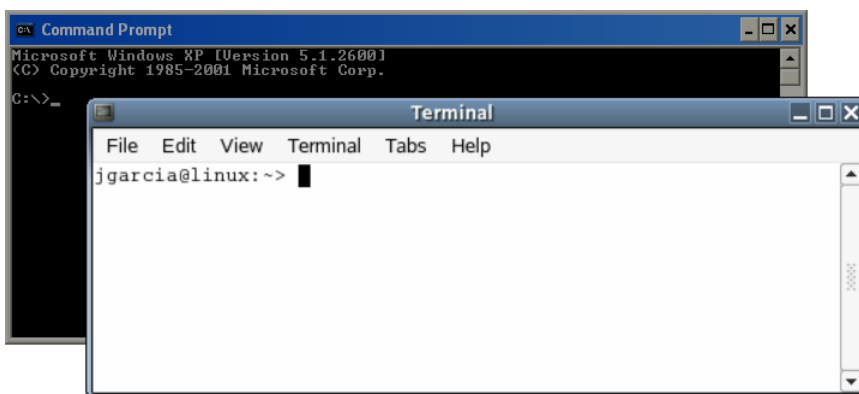 Command Prompt
Microsoft Windows XP [Version 5.1.2600]
(C) Copyright 1985-2001 Microsoft Corp.
C:\>_
Terminal
File Edit View Terminal Tabs Help
jgarcia@linux:~>